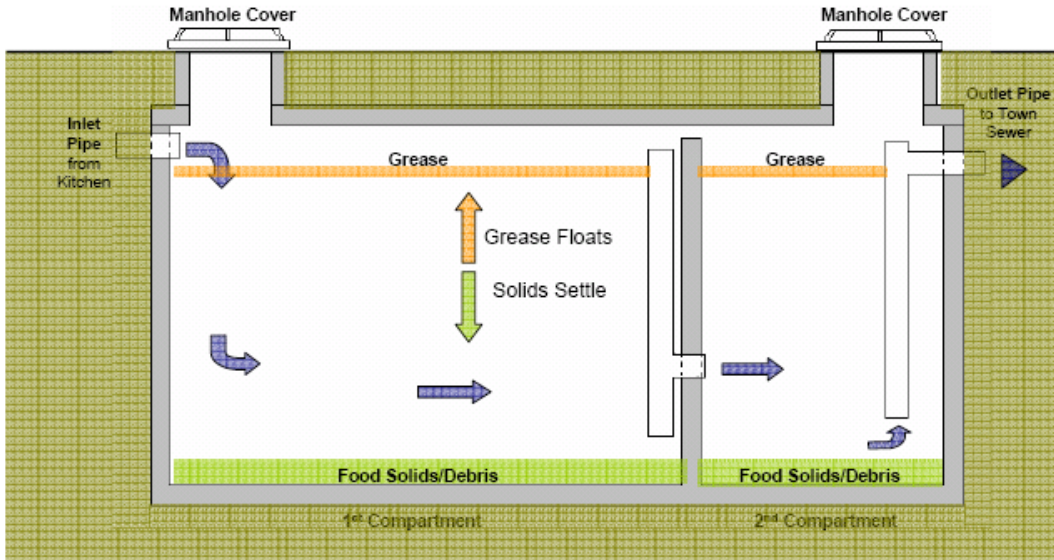 Manhole Cover
Manhole Cover
Inlet
Pipe
from
Kitchen
Outlet Pipe
to Town
Sewer
Grease
Grease
Grease Floats
Solids Settle
Food Solids/Debris
Food Solids/Debris
1st Compartment
2nd Compartment